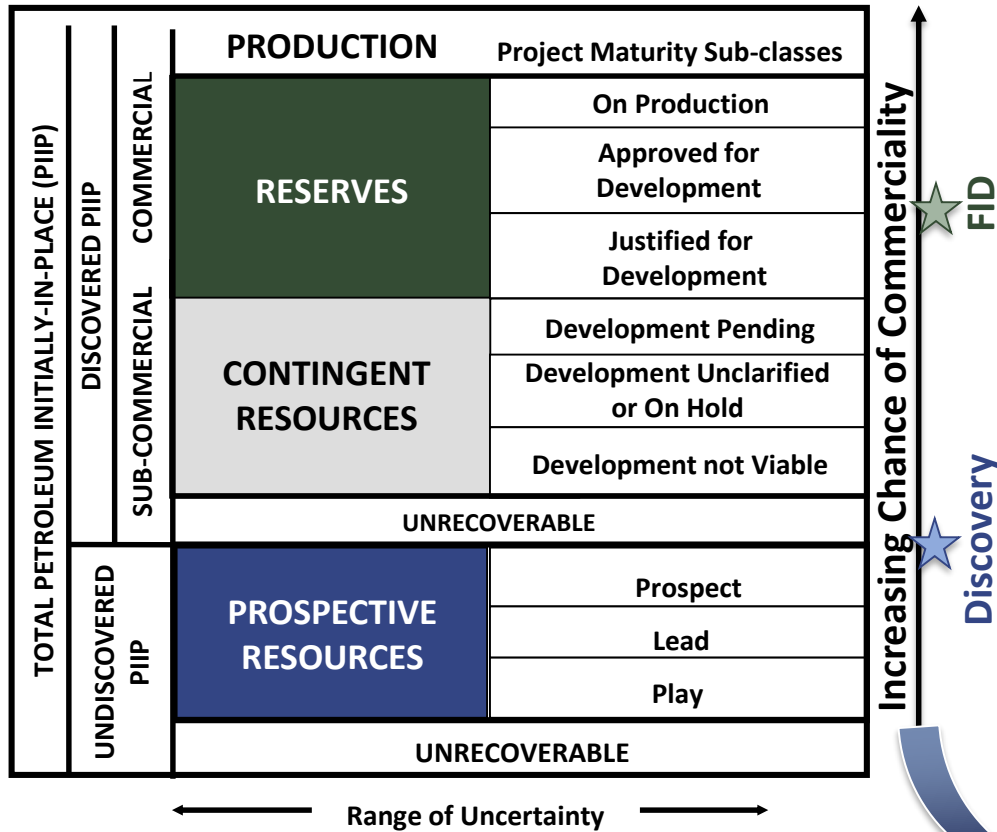 TOTAL PETROLEUM INITIALLY-IN-PLACE (PIIP)
DISCOVERED PIIP
UNDISCOVERED
PIIP
COMMERCIAL
SUB-COMMERCIAL
PRODUCTION
Project Maturity Sub-classes
RESERVES
On Production
Approved for
Development
Justified for
Development
CONTINGENT
RESOURCES
Development Pending
Development Unclarified
or On Hold
Development not Viable
UNRECOVERABLE
PROSPECTIVE
RESOURCES
Prospect
Lead
Play
UNRECOVERABLE
Range of Uncertainty
Increasing Chance of Commerciality
FID
Discovery